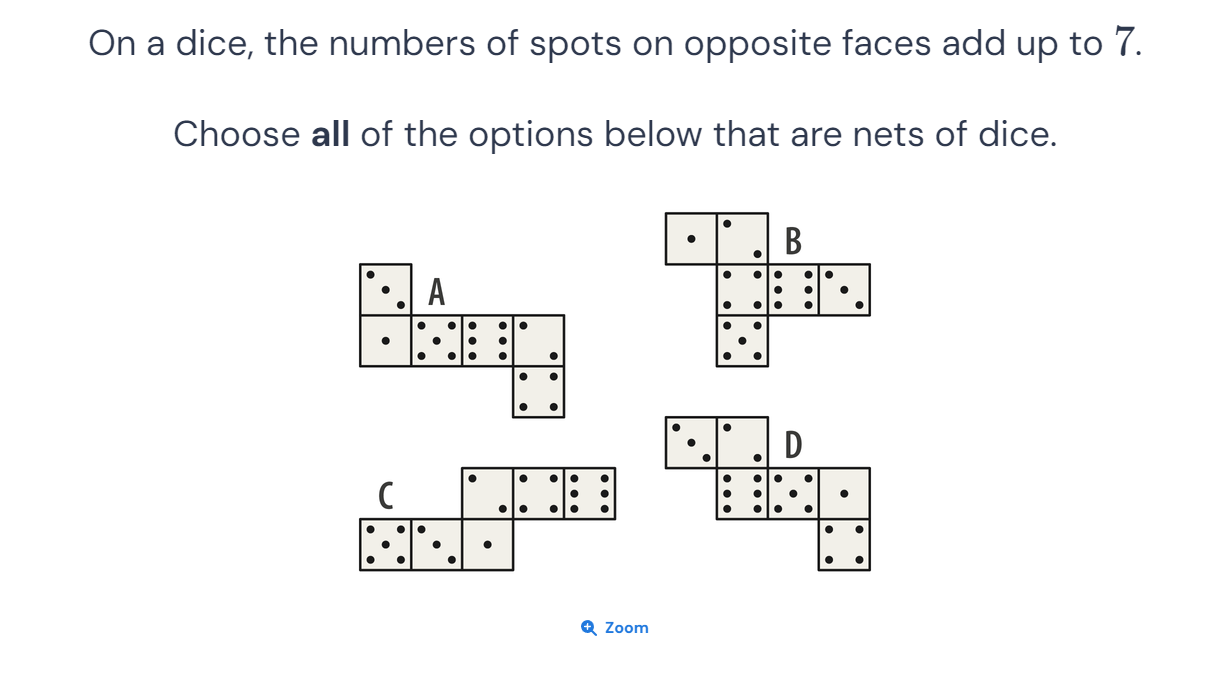 On a dice, the numbers of spots on opposite faces add up to 7.
Choose all of the options below that are nets of dice.
B
A
D
C
Zoom